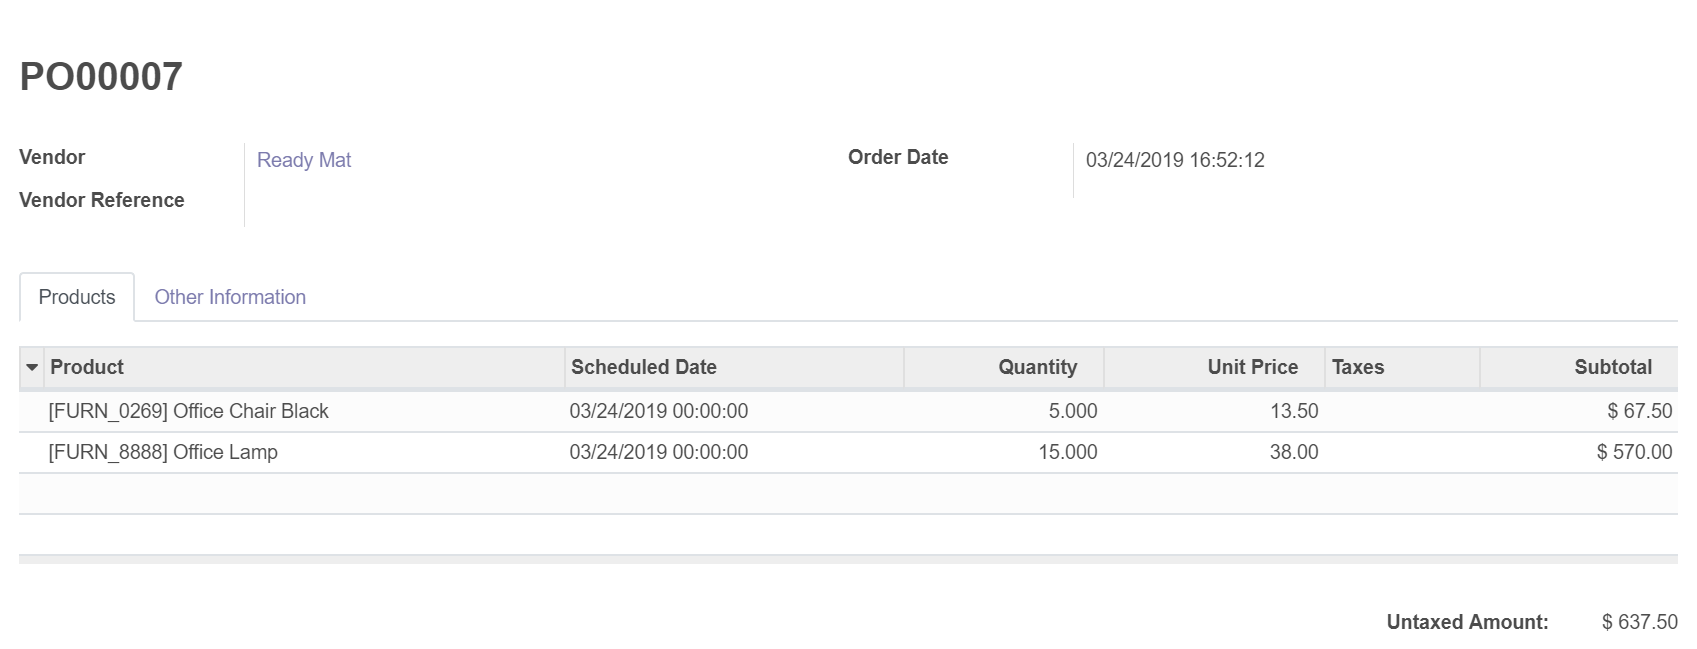 PO00007
Vendor Ready Mat Order Date 03/24/2019 16:52:12
Vendor Reference
Products Other Information
Product Scheduled Date Quantity Unit Price Taxes Subtotal
[FURN_0269] Office Chair Black 03/24/2019 00:00:00 5.000 13.50 $ 67.50
[FURN_8888] Office Lamp 03/24/2019 00:00:00 15.000 38.00 $ 570.00
Untaxed Amount: $ 637.50